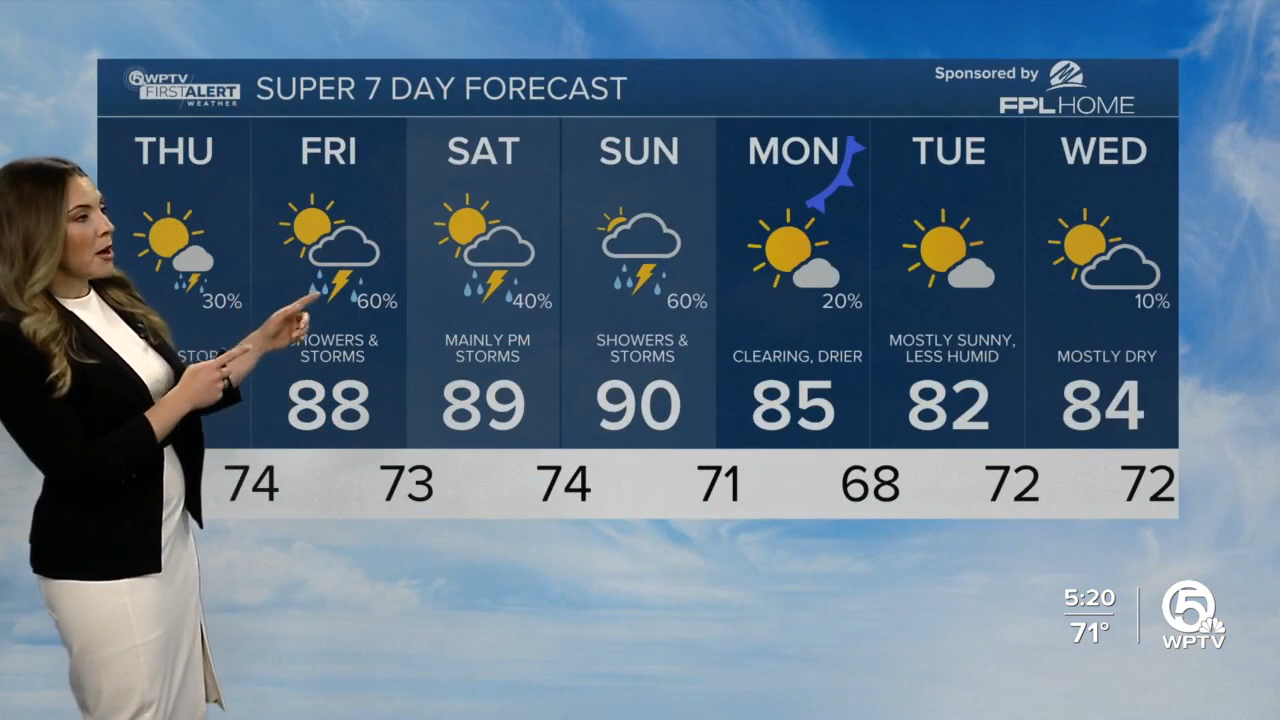 5 WPTV
FIRST ALERT
WEATHER
SUPER 7 DAY FORECAST
Sponsored by
FPL HOME
THU
FRI
SAT
SUN
MON
TUE
WED
30%
60%
40%
60%
20%
10%
SHOWERS &
STORMS
MAINLY PM
STORMS
SHOWERS &
STORMS
CLEARING, DRIER
MOSTLY SUNNY,
LESS HUMID
MOSTLY DRY
88
89
90
85
82
84
74
73
74
71
68
72
72
5:20
71°
5
WPTV